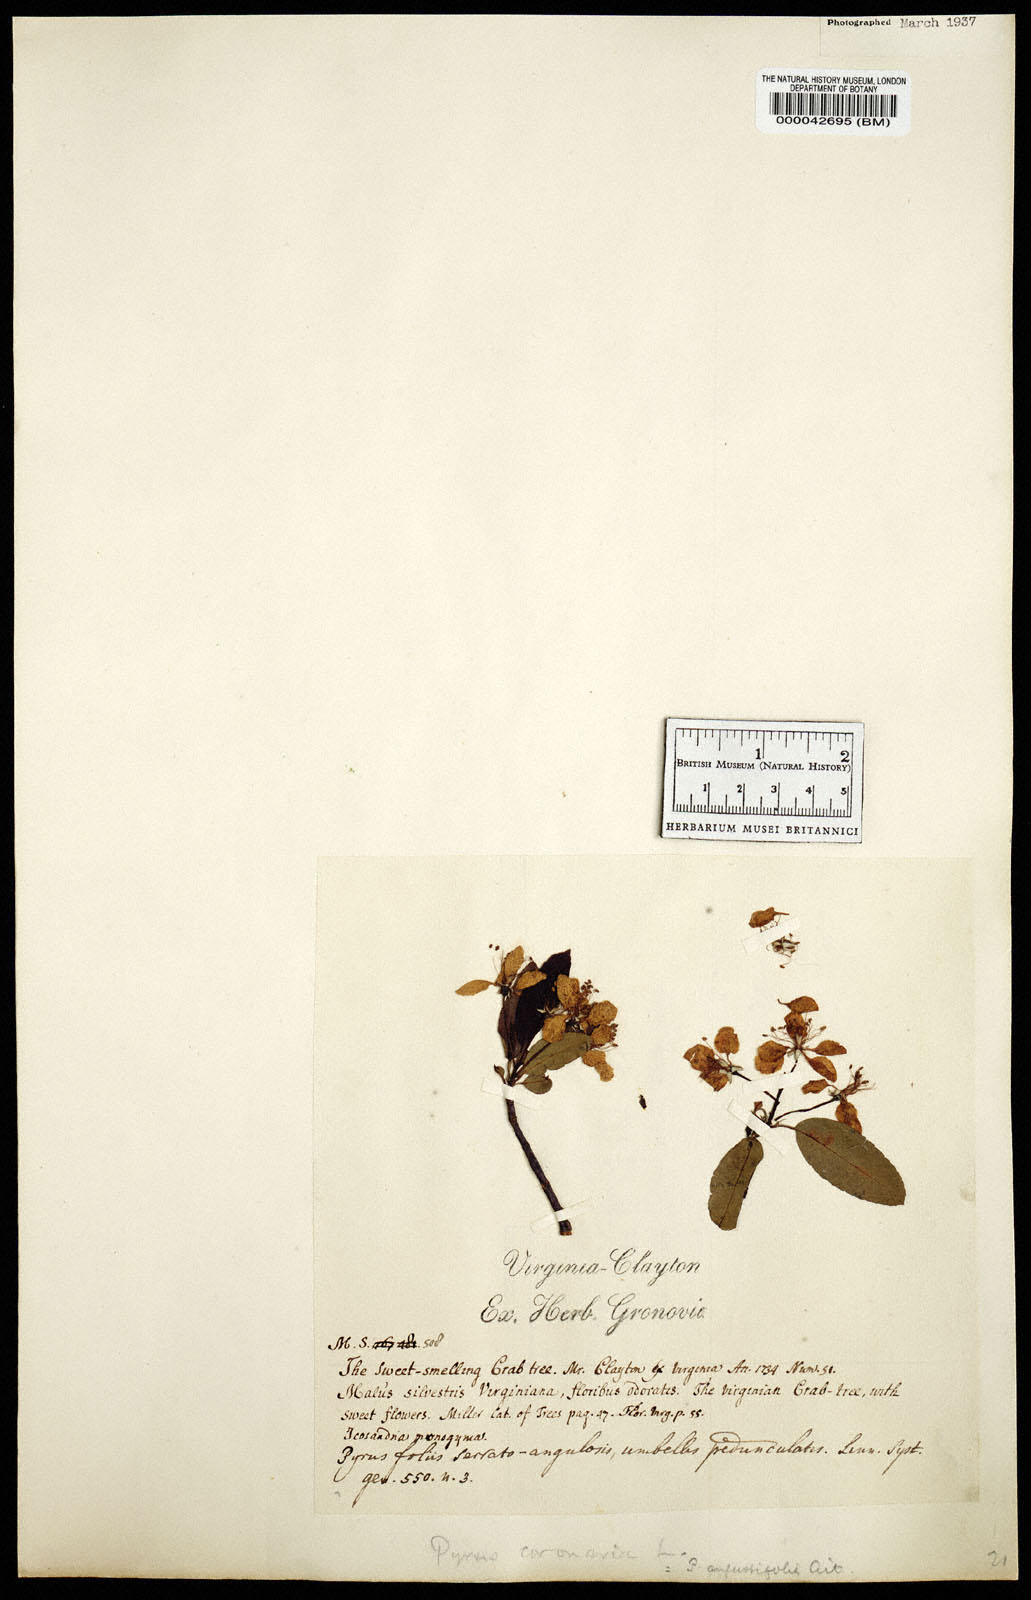 Photographed March 1937
THE NATURAL HISTORY MUSEUM, LONDON
DEPARTMENT OF BOTANY
000042695 (BM)
1 2
BRITISH MUSEUM (NATURAL HISTORY)
1 2 3 4 5
HERBARIUM MUSEI BRITANNICI
Virginia-Clayton
Ex. Herb. Gronovii
M. S. 508
The Sweet-smelling Crab tree. Mr. Clayton ex Virginia An. 1734 Num. 51.
Malus silvestris Virginiana, floribus odoratis. The virginian Crab-tree, with
sweet flowers. Miller Cat. of Trees pag. 47. Flor. Virg. p. 55.
Icosandria monogynia.
Pyrus foliis serrato-angulosis, umbellis pedunculatis. Linn. Syst.
gen. 550. n. 3.
Pyrus coronaria L.
= P angustifolia Ait.
21